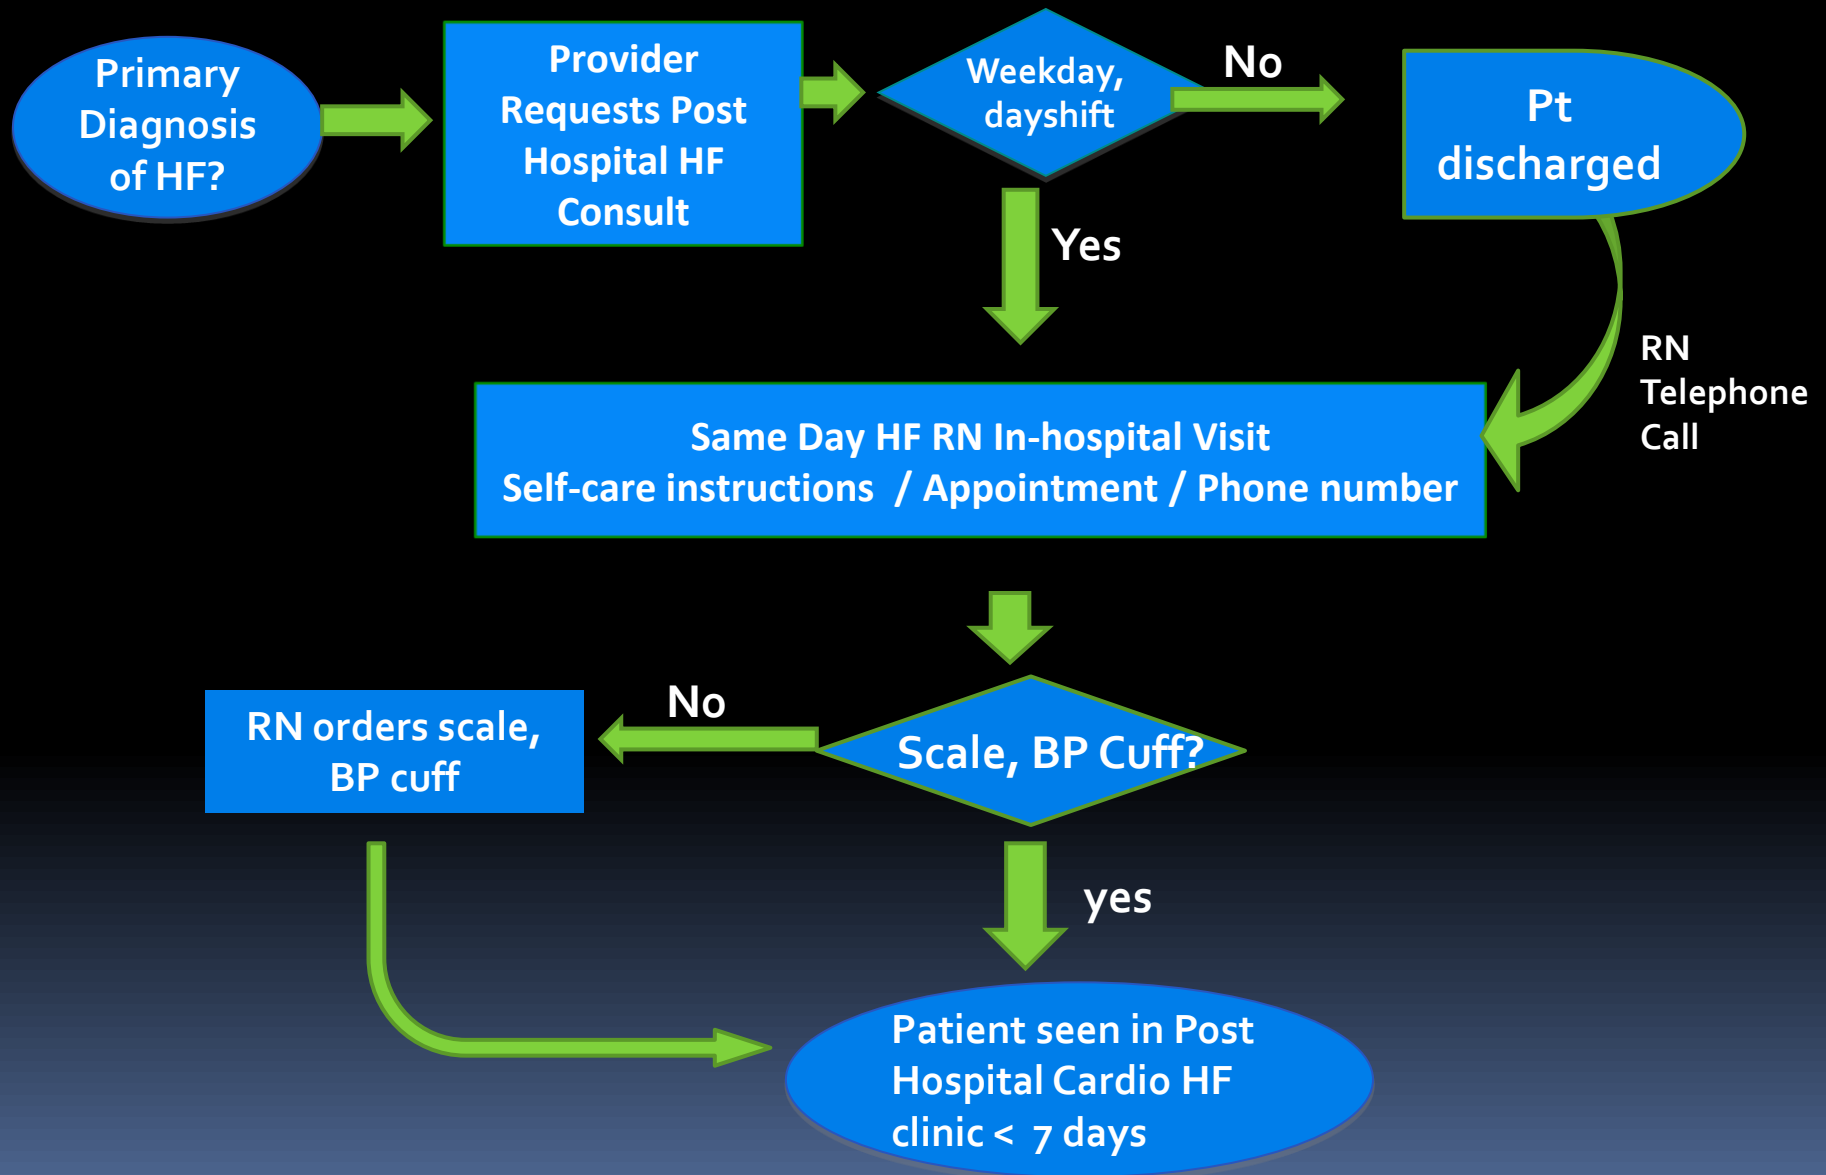 Primary
Diagnosis
of HF?
Provider
Requests Post
Hospital HF
Consult
Weekday,
dayshift
No
Pt
discharged
Yes
RN
Telephone
Call
Same Day HF RN In-hospital Visit
Self-care instructions / Appointment / Phone number
No
RN orders scale,
BP cuff
Scale, BP Cuff?
yes
Patient seen in Post
Hospital Cardio HF
clinic < 7 days